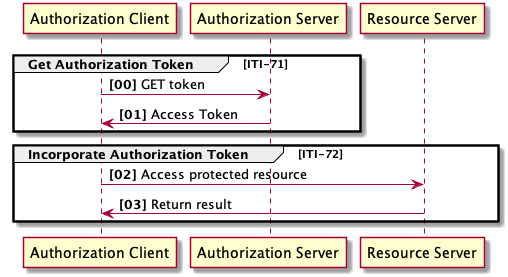 Authorization Client Authorization Server Resource Server
Get Authorization Token [ITI-71]
[00] GET token
[01] Access Token
Incorporate Authorization Token [ITI-72]
[02] Access protected resource
[03] Return result
Authorization Client Authorization Server Resource Server